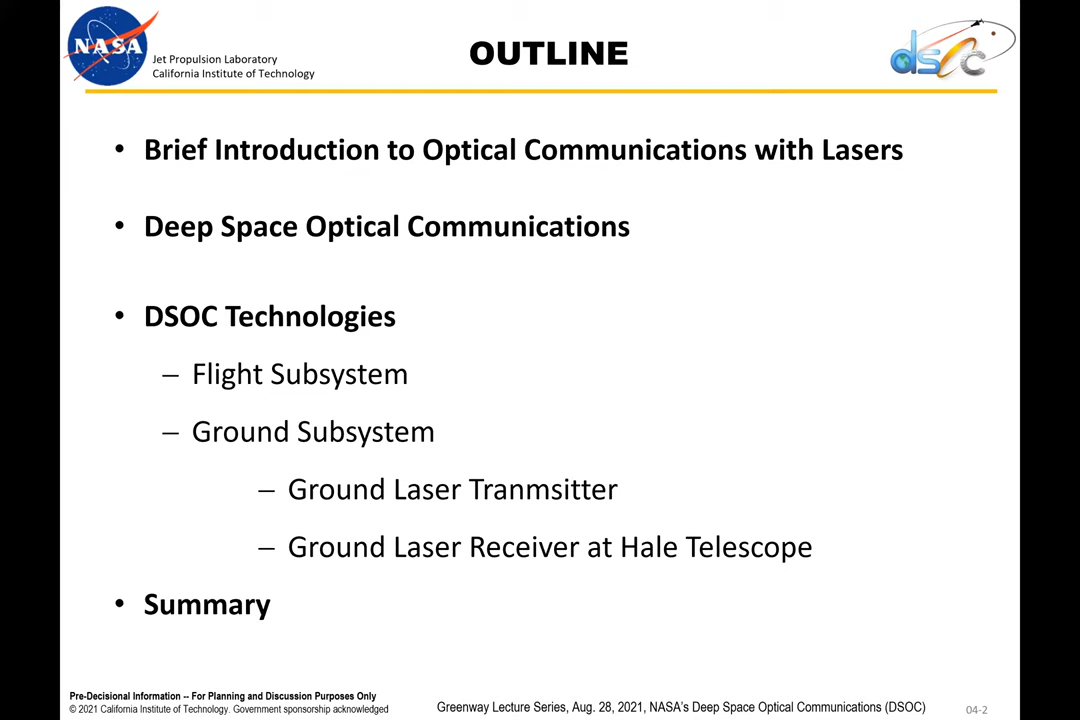 NASA
Jet Propulsion Laboratory
California Institute of Technology
OUTLINE
dsoc
• Brief Introduction to Optical Communications with Lasers
• Deep Space Optical Communications
• DSOC Technologies
– Flight Subsystem
– Ground Subsystem
– Ground Laser Tranmsitter
– Ground Laser Receiver at Hale Telescope
• Summary
Pre-Decisional Information -- For Planning and Discussion Purposes Only
© 2021 California Institute of Technology. Government sponsorship acknowledged
Greenway Lecture Series, Aug. 28, 2021, NASA's Deep Space Optical Communications (DSOC)
04-2